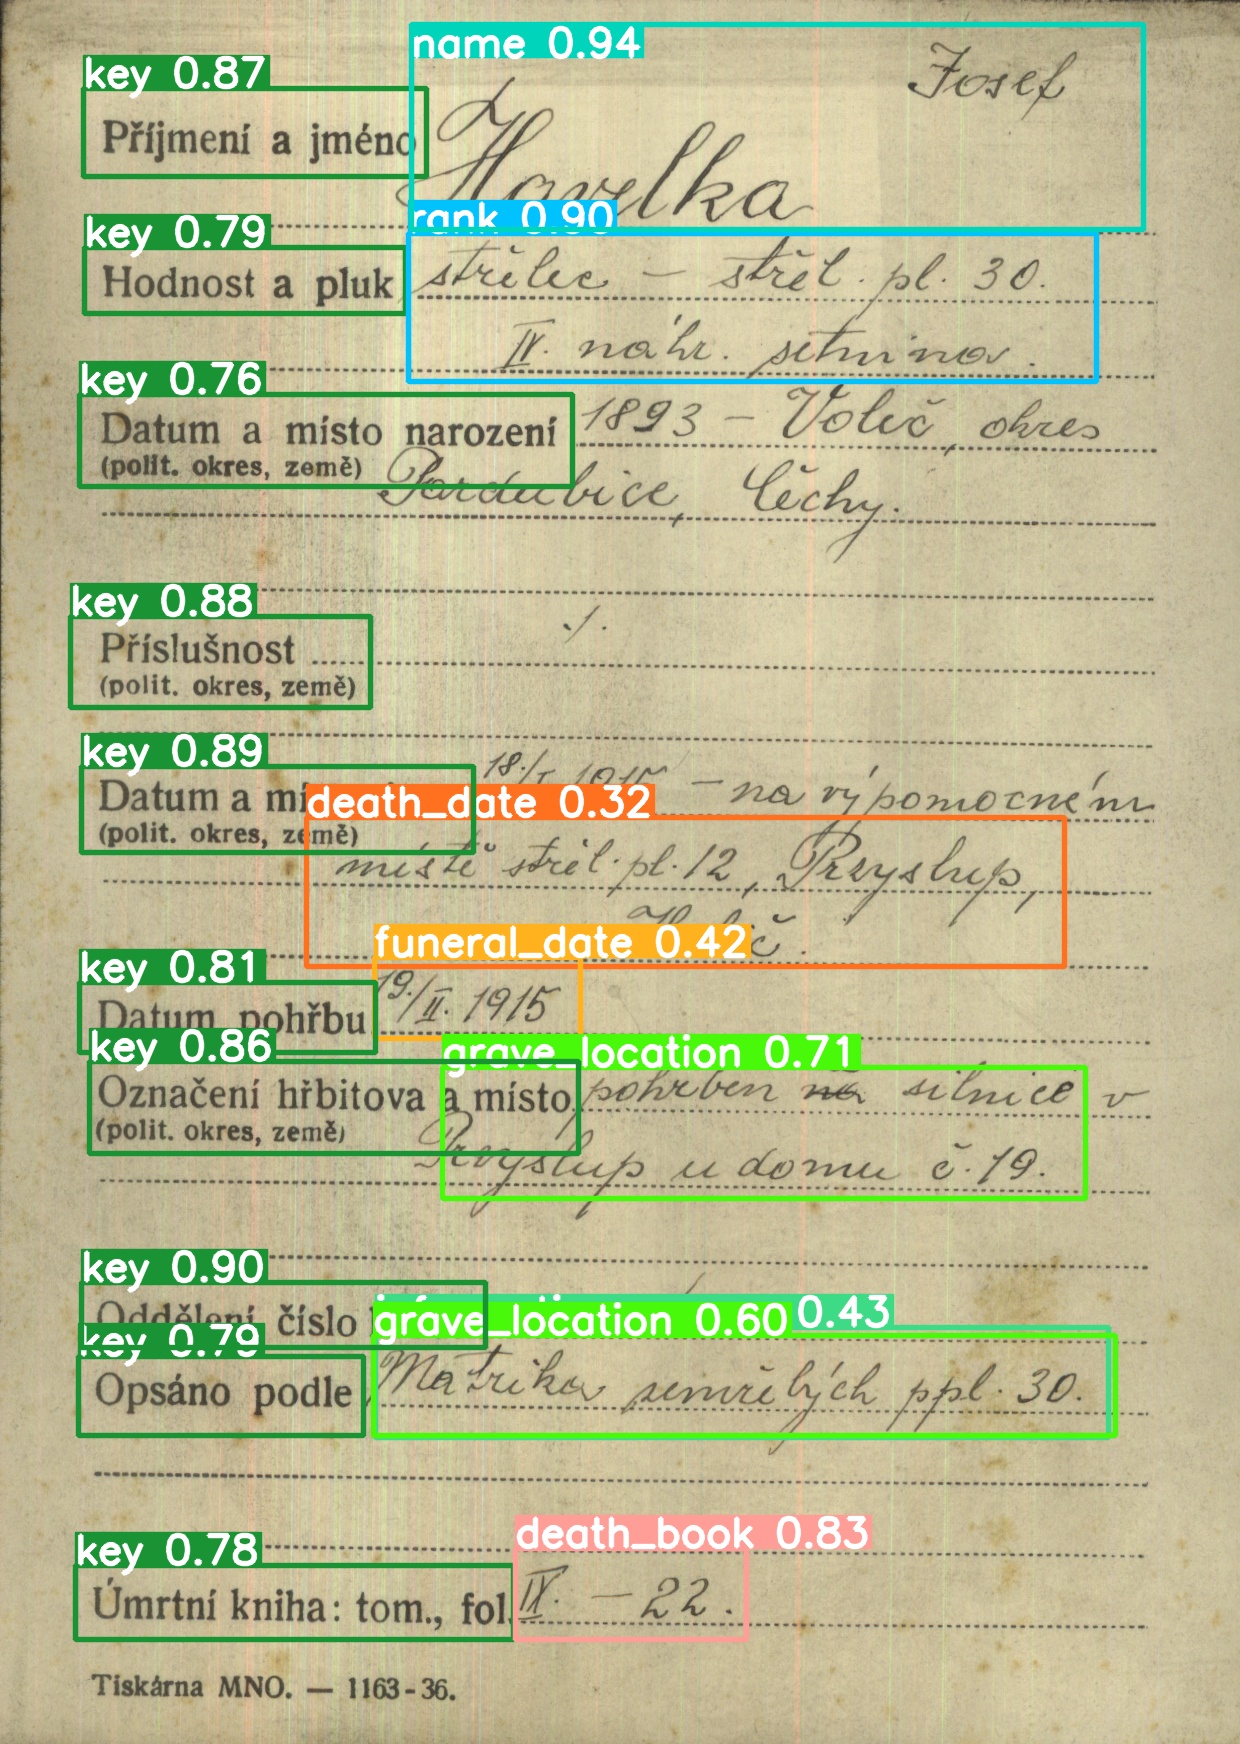 name 0.94
Josef
key 0.87
Příjmení a jméno
Havelka
rank 0.90
key 0.79
Hodnost a pluk střelec – střel. pl. 30.
IV. náhr. setnina.
key 0.76
Datum a místo narození 1893 – Voleč, okres
(polit. okres, země) Pardubice, Čechy.
key 0.88
Příslušnost ./.
(polit. okres, země)
key 0.89
18./I. 1915 – na výpomocném
Datum a mí
death_date 0.32
(polit. okres, země)
místě střel. pl. 12, Przyslup,
funeral_date 0.42
key 0.81
Datum pohřbu 19./II. 1915
key 0.86
grave_location 0.71
Označení hřbitova a místo pohřben na silnice v
(polit. okres, země)
Przyslup u domu č. 19.
key 0.90
Oddělení číslo
grave_location 0.60 0.43
key 0.79
Opsáno podle Matrika zemřelých ppl. 30.
death_book 0.83
key 0.78
Úmrtní kniha: tom., fol. IV. – 22.
Tiskárna MNO. — 1163-36.